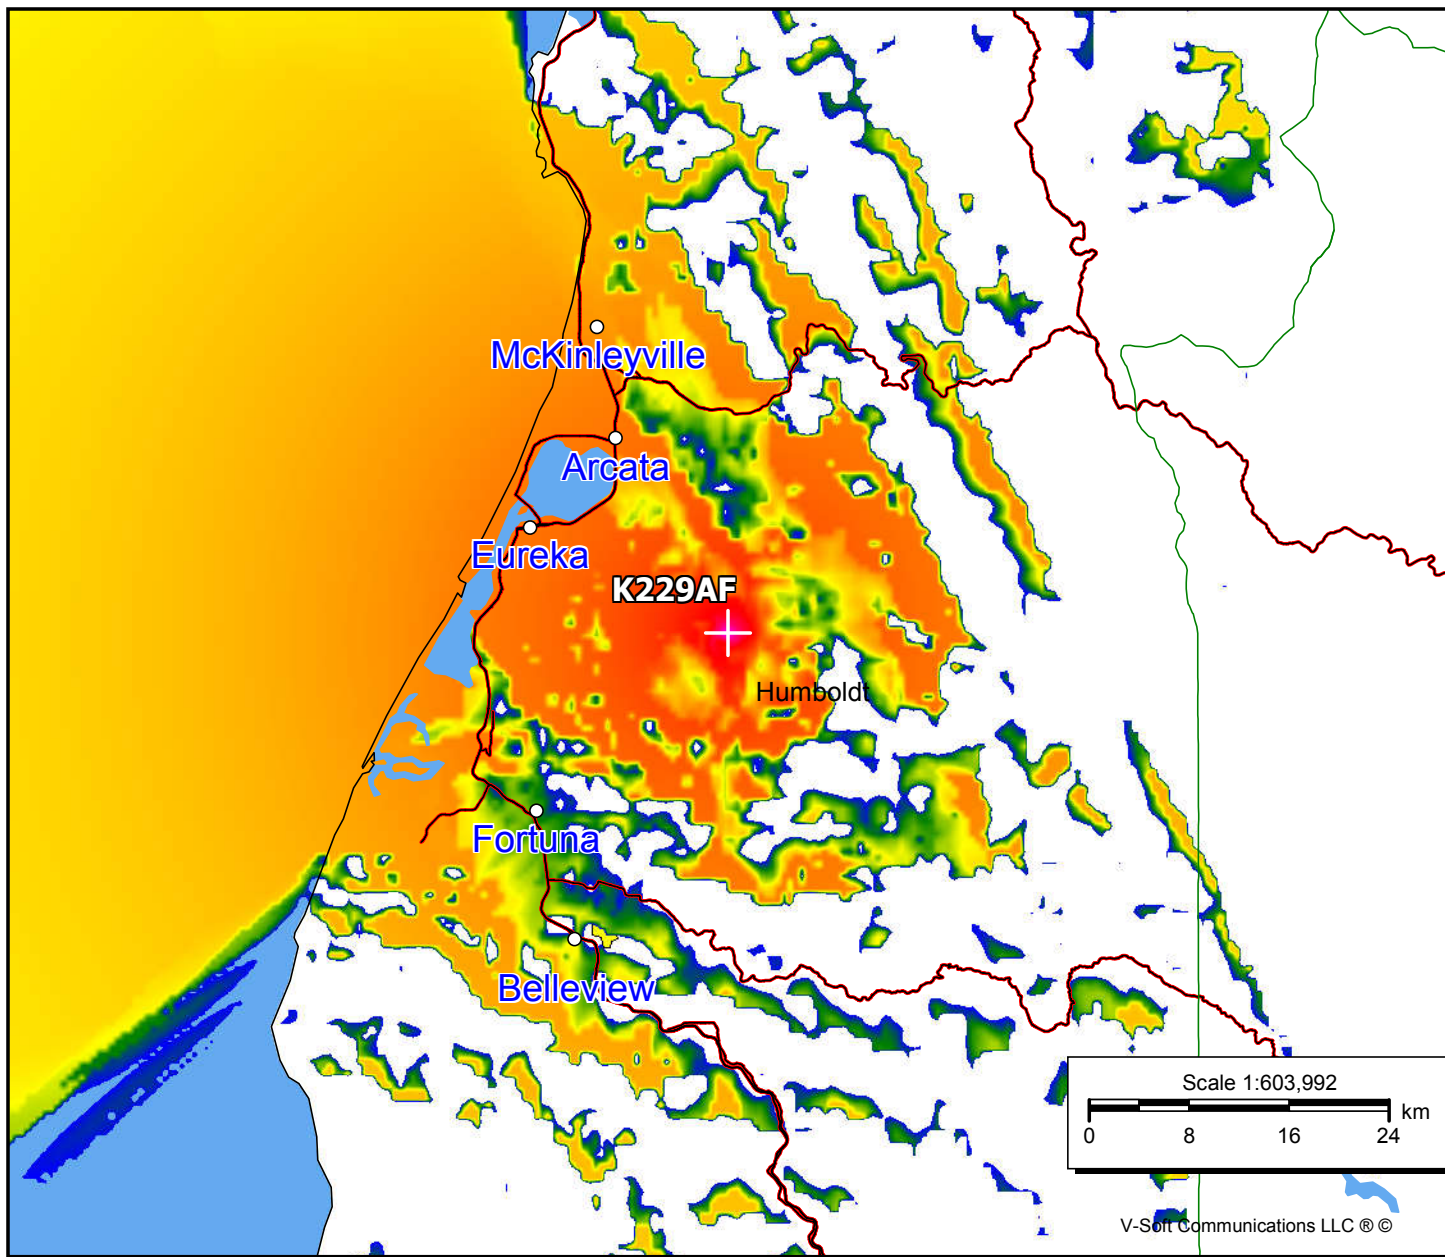 McKinleyville
Arcata
Eureka
K229AF
Humboldt
Fortuna
Belleview
Scale 1:603,992
km
0 8 16 24
V-Soft Communications LLC ® ©